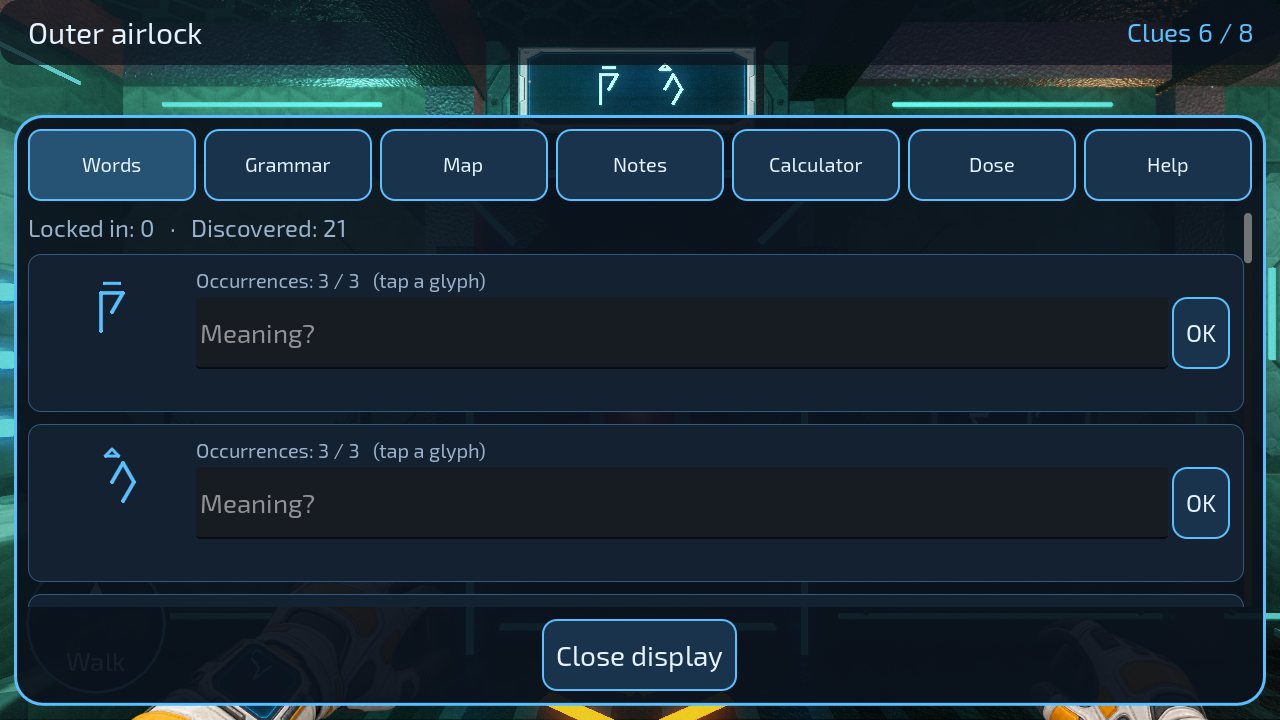 Outer airlock
Clues 6 / 8
Words
Grammar
Map
Notes
Calculator
Dose
Help
Locked in: 0 · Discovered: 21
Occurrences: 3 / 3 (tap a glyph)
Meaning?
OK
Occurrences: 3 / 3 (tap a glyph)
Meaning?
OK
Walk
Close display